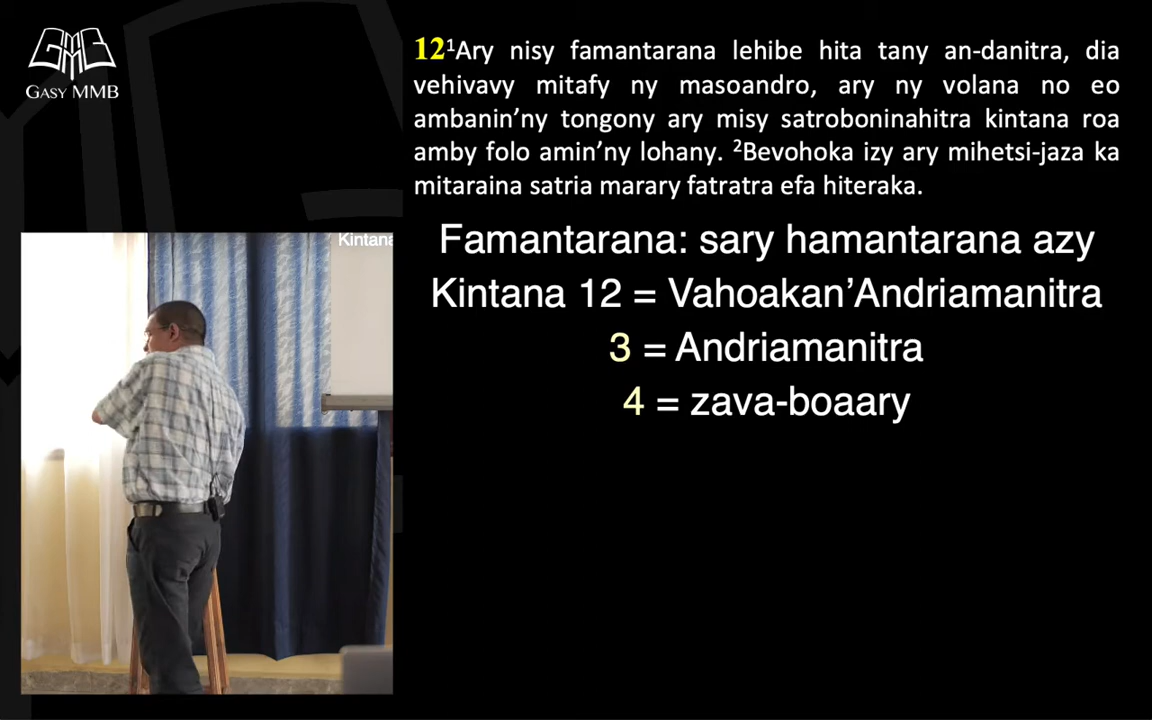 GMMG
GASY MMB
12¹Ary nisy famantarana lehibe hita tany an-danitra, dia
vehivavy mitafy ny masoandro, ary ny volana no eo
ambanin’ny tongony ary misy satroboninahitra kintana roa
amby folo amin’ny lohany. ²Bevohoka izy ary mihetsi-jaza ka
mitaraina satria marary fatratra efa hiteraka.
Kintana
Famantarana: sary hamantarana azy
Kintana 12 = Vahoakan’Andriamanitra
3 = Andriamanitra
4 = zava-boaary